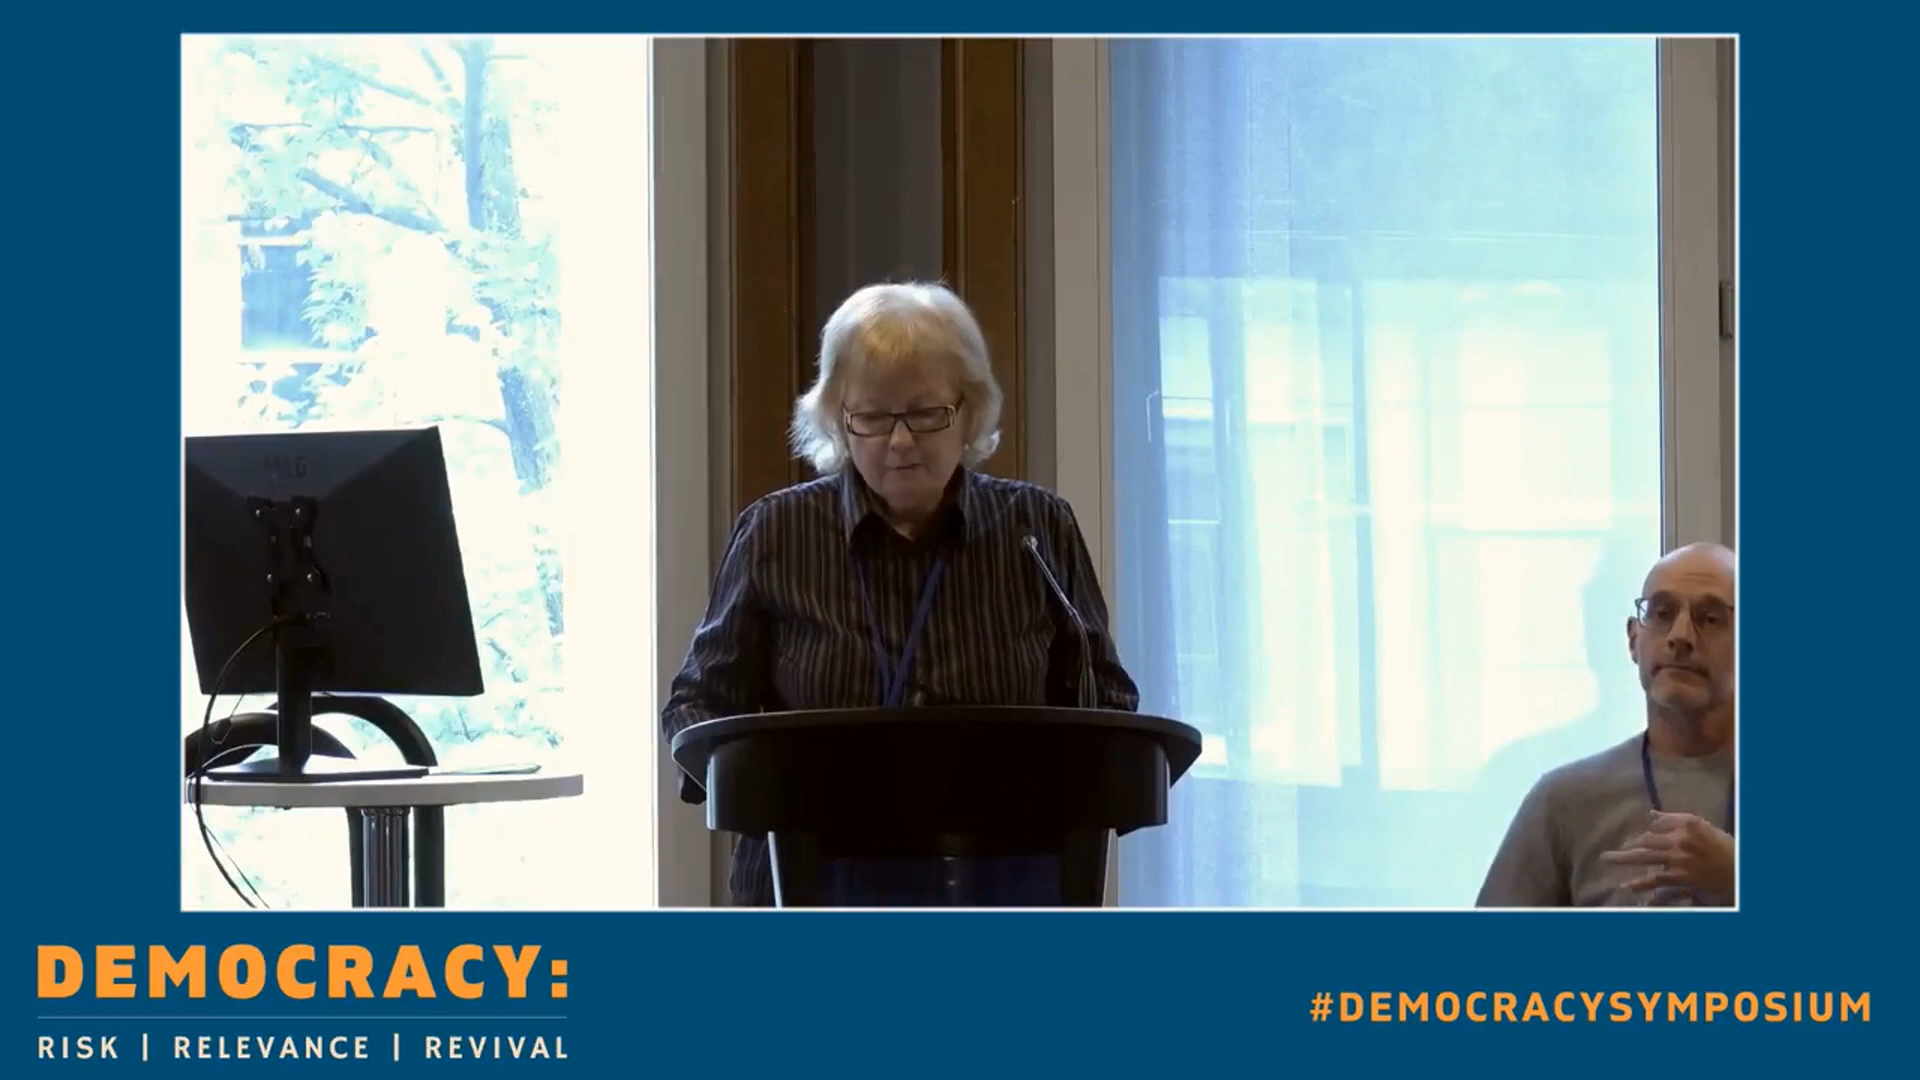 DEMOCRACY:
RISK | RELEVANCE | REVIVAL
#DEMOCRACYSYMPOSIUM